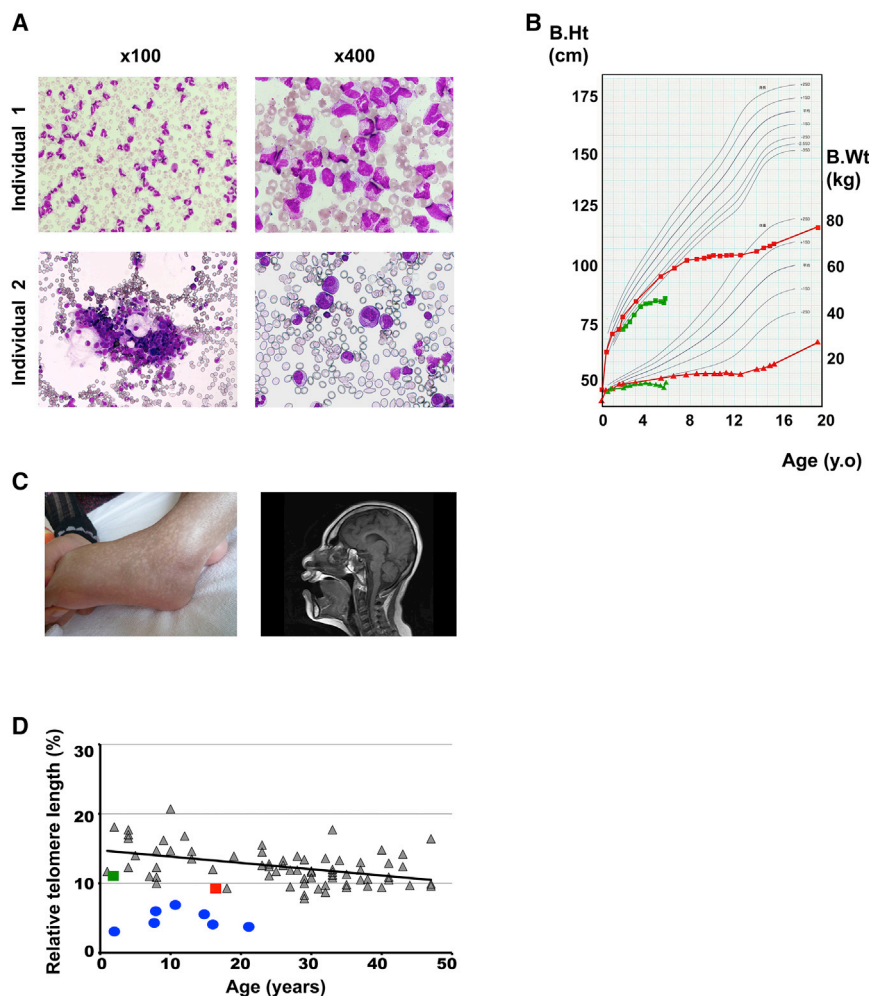 A
x100
x400
Individual 1
Individual 2
B
B.Ht
(cm)
175
150
125
100
75
50
B.Wt
(kg)
80
60
40
20
0
4
8
12
16
20
Age (y.o)
C
D
Relative telomere length (%)
30
20
10
0
0
10
20
30
40
50
Age (years)